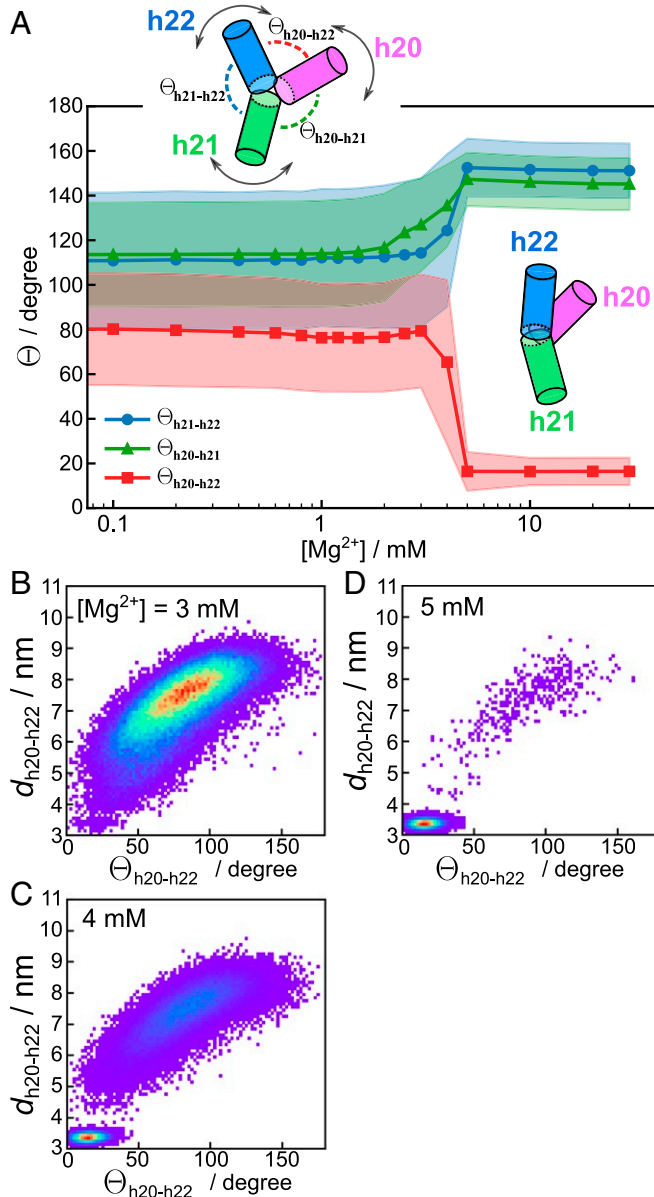 A
h22
Θh20-h22
h20
Θh21-h22
Θh20-h21
h21
180
160
140
120
100
80
60
40
20
0
Θ / degree
h22
h20
h21
Θh21-h22
Θh20-h21
Θh20-h22
0.1
1
10
[Mg²⁺] / mM
B
[Mg²⁺] = 3 mM
11
10
9
8
7
6
5
4
3
dh20-h22 / nm
0
50
100
150
Θh20-h22 / degree
D
5 mM
11
10
9
8
7
6
5
4
3
dh20-h22 / nm
0
50
100
150
Θh20-h22 / degree
C
4 mM
11
10
9
8
7
6
5
4
3
dh20-h22 / nm
0
50
100
150
Θh20-h22 / degree